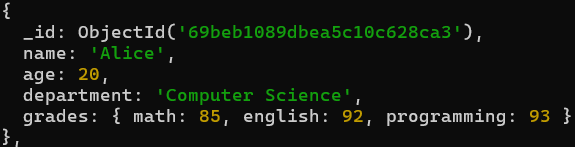 {
  _id: ObjectId('69beb1089dbea5c10c628ca3'),
  name: 'Alice',
  age: 20,
  department: 'Computer Science',
  grades: { math: 85, english: 92, programming: 93 }
},